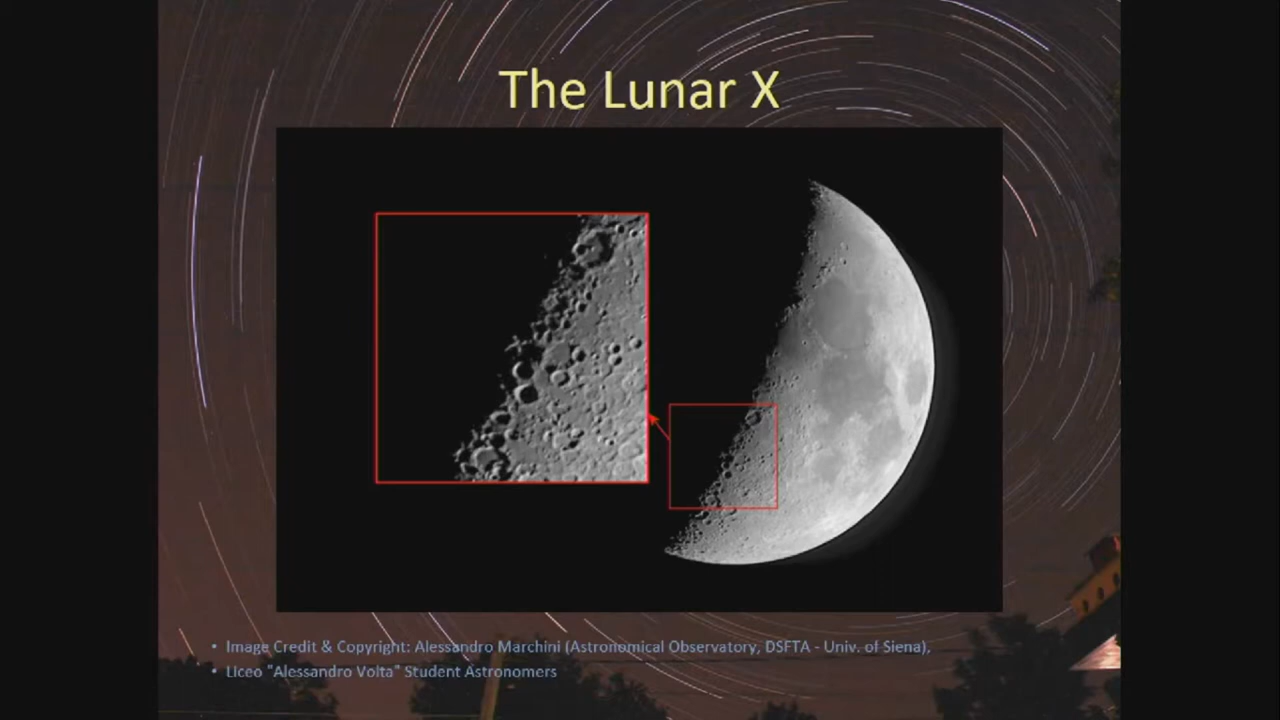 The Lunar X
• Image Credit & Copyright: Alessandro Marchini (Astronomical Observatory, DSFTA - Univ. of Siena),
• Liceo "Alessandro Volta" Student Astronomers